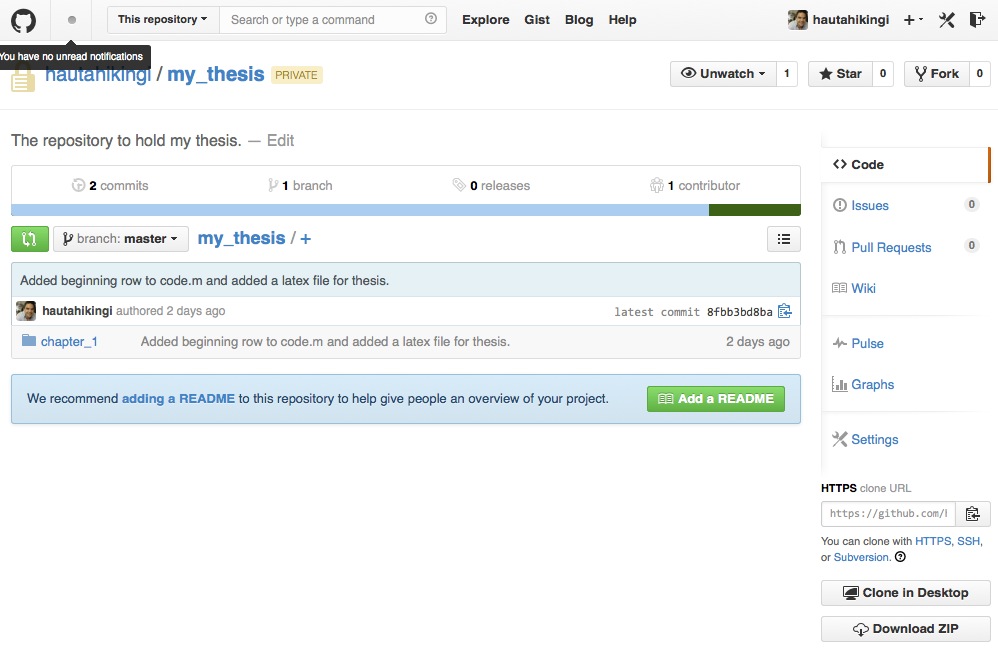 This repository Search or type a command Explore Gist Blog Help hautahikingi
You have no unread notifications
hautahikingi / my_thesis PRIVATE Unwatch 1 Star 0 Fork 0
The repository to hold my thesis. — Edit
2 commits 1 branch 0 releases 1 contributor
branch: master my_thesis / +
Added beginning row to code.m and added a latex file for thesis.
hautahikingi authored 2 days ago latest commit 8fbb3bd8ba
chapter_1 Added beginning row to code.m and added a latex file for thesis. 2 days ago
We recommend adding a README to this repository to help give people an overview of your project. Add a README
Code
Issues 0
Pull Requests 0
Wiki
Pulse
Graphs
Settings
HTTPS clone URL
https://github.com/
You can clone with HTTPS, SSH,
or Subversion.
Clone in Desktop
Download ZIP